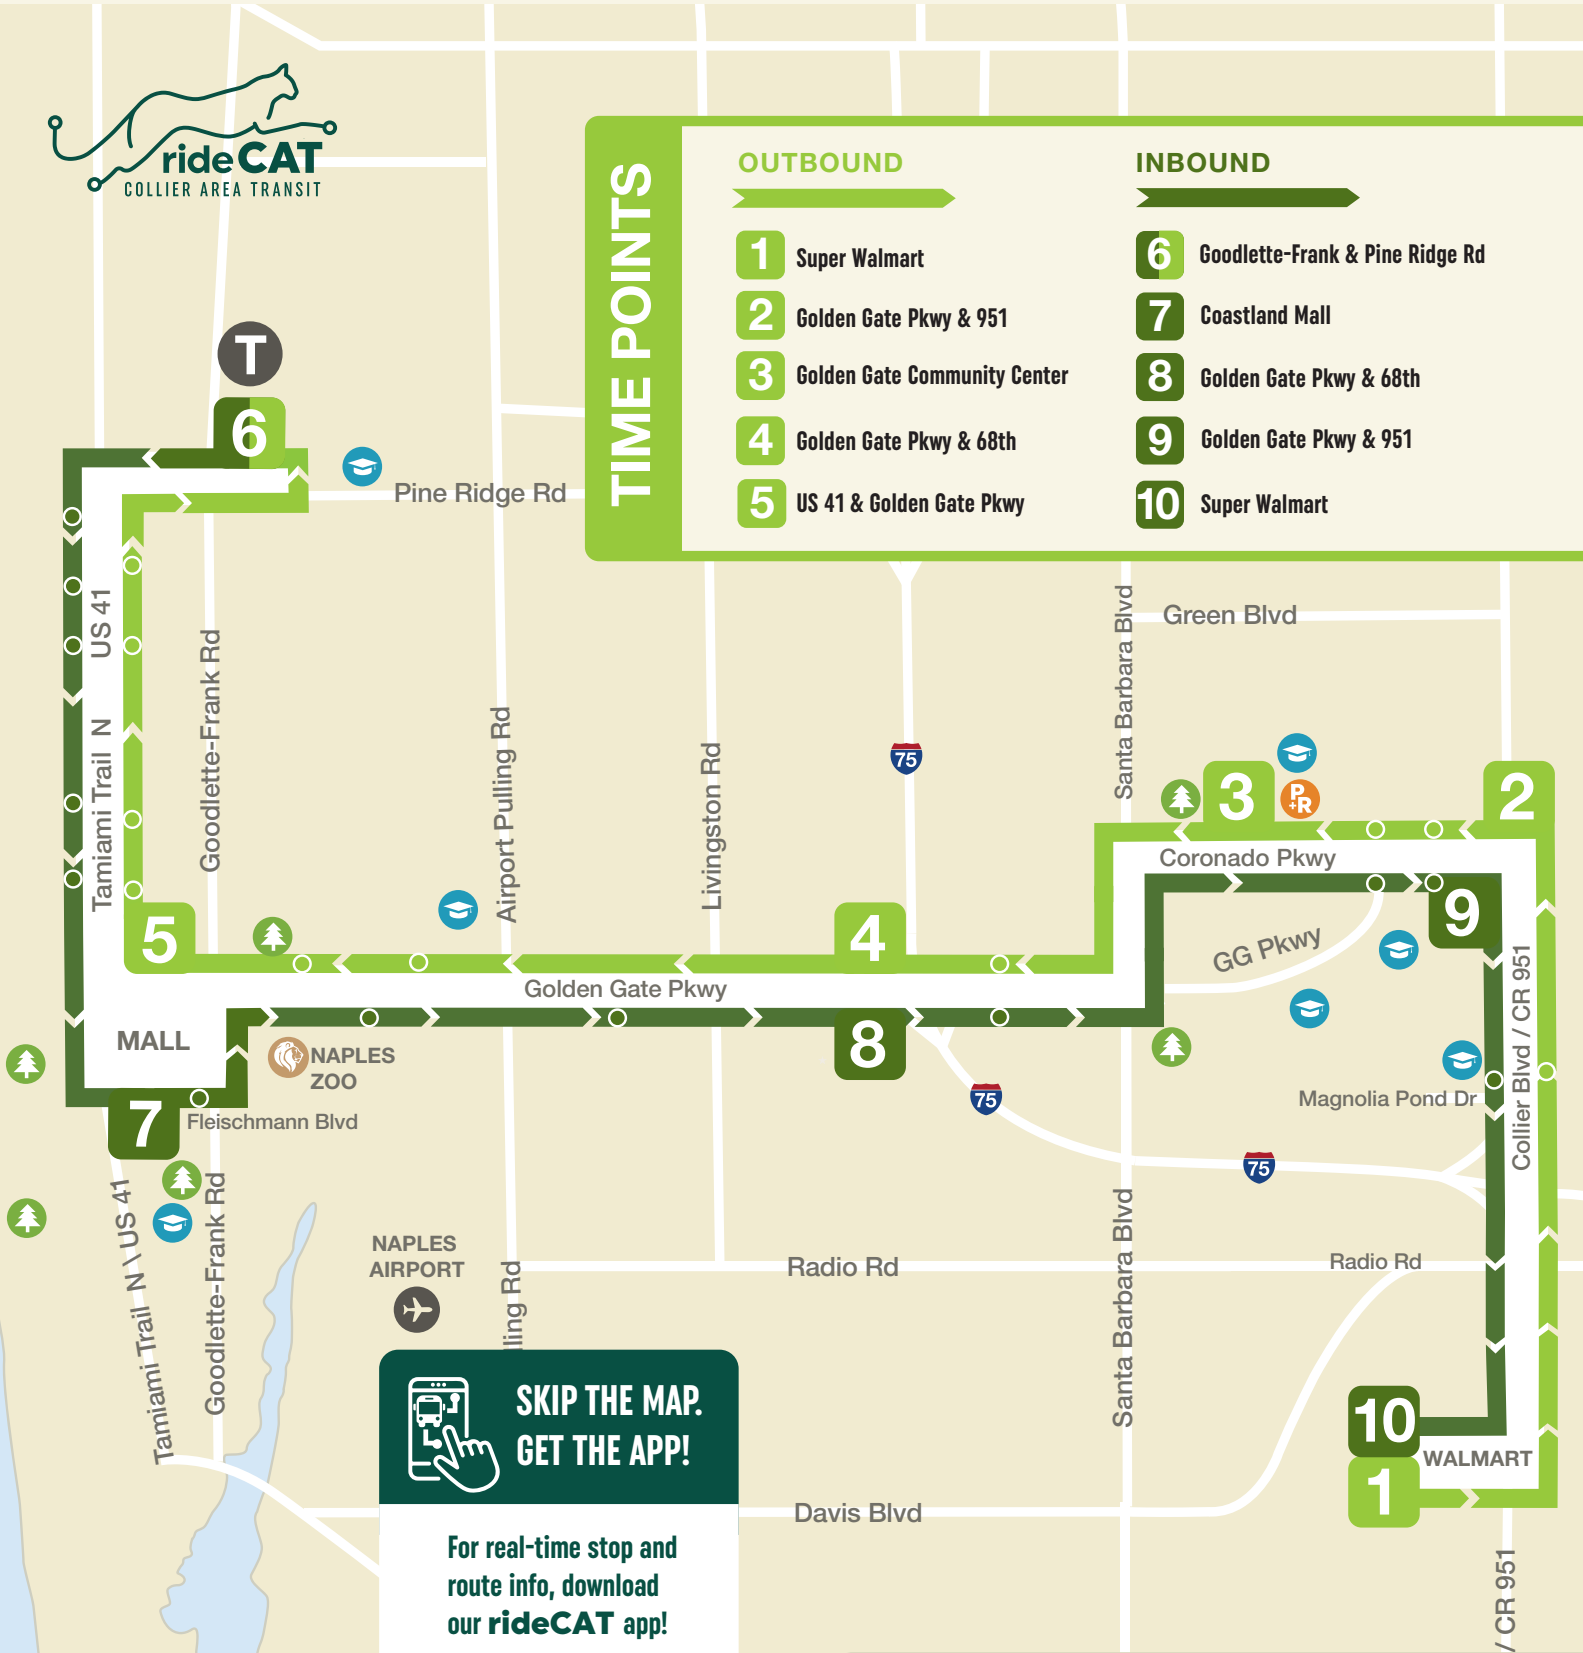 rideCAT
COLLIER AREA TRANSIT
TIME POINTS
OUTBOUND
1 Super Walmart
2 Golden Gate Pkwy & 951
3 Golden Gate Community Center
4 Golden Gate Pkwy & 68th
5 US 41 & Golden Gate Pkwy
INBOUND
6 Goodlette-Frank & Pine Ridge Rd
7 Coastland Mall
8 Golden Gate Pkwy & 68th
9 Golden Gate Pkwy & 951
10 Super Walmart
T
6
Pine Ridge Rd
US 41
Tamiami Trail N
Goodlette-Frank Rd
Airport Pulling Rd
Livingston Rd
75
Santa Barbara Blvd
Green Blvd
3
P+R
2
Coronado Pkwy
5
4
9
GG Pkwy
Golden Gate Pkwy
Collier Blvd / CR 951
MALL
NAPLES
ZOO
8
75
Magnolia Pond Dr
7
Fleischmann Blvd
75
Tamiami Trail N \ US 41
Goodlette-Frank Rd
NAPLES
AIRPORT
lling Rd
Radio Rd
Santa Barbara Blvd
Radio Rd
10
WALMART
1
Davis Blvd
/ CR 951
SKIP THE MAP.
GET THE APP!
For real-time stop and
route info, download
our rideCAT app!